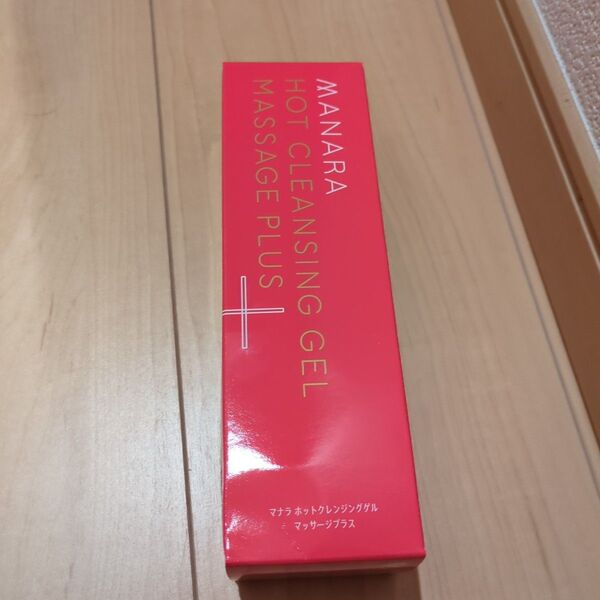 MANARA
HOT CLEANSING GEL
MASSAGE PLUS
マナラ ホットクレンジングゲル
マッサージプラス